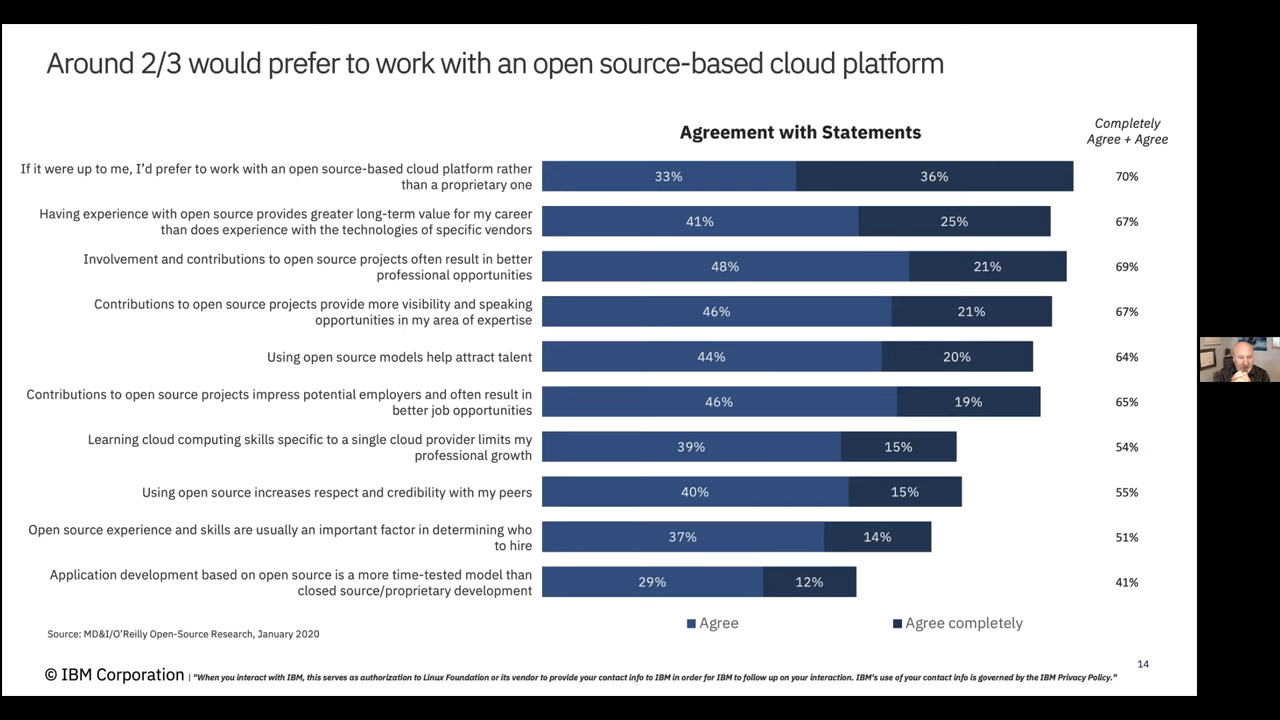 Around 2/3 would prefer to work with an open source-based cloud platform
Agreement with Statements
Completely
Agree + Agree
If it were up to me, I’d prefer to work with an open source-based cloud platform rather
than a proprietary one
33%
36%
70%
Having experience with open source provides greater long-term value for my career
than does experience with the technologies of specific vendors
41%
25%
67%
Involvement and contributions to open source projects often result in better
professional opportunities
48%
21%
69%
Contributions to open source projects provide more visibility and speaking
opportunities in my area of expertise
46%
21%
67%
Using open source models help attract talent
44%
20%
64%
Contributions to open source projects impress potential employers and often result in
better job opportunities
46%
19%
65%
Learning cloud computing skills specific to a single cloud provider limits my
professional growth
39%
15%
54%
Using open source increases respect and credibility with my peers
40%
15%
55%
Open source experience and skills are usually an important factor in determining who
to hire
37%
14%
51%
Application development based on open source is a more time-tested model than
closed source/proprietary development
29%
12%
41%
Agree
Agree completely
Source: MD&I/O’Reilly Open-Source Research, January 2020
14
© IBM Corporation | "When you interact with IBM, this serves as authorization to Linux Foundation or its vendor to provide your contact info to IBM in order for IBM to follow up on your interaction. IBM's use of your contact info is governed by the IBM Privacy Policy."